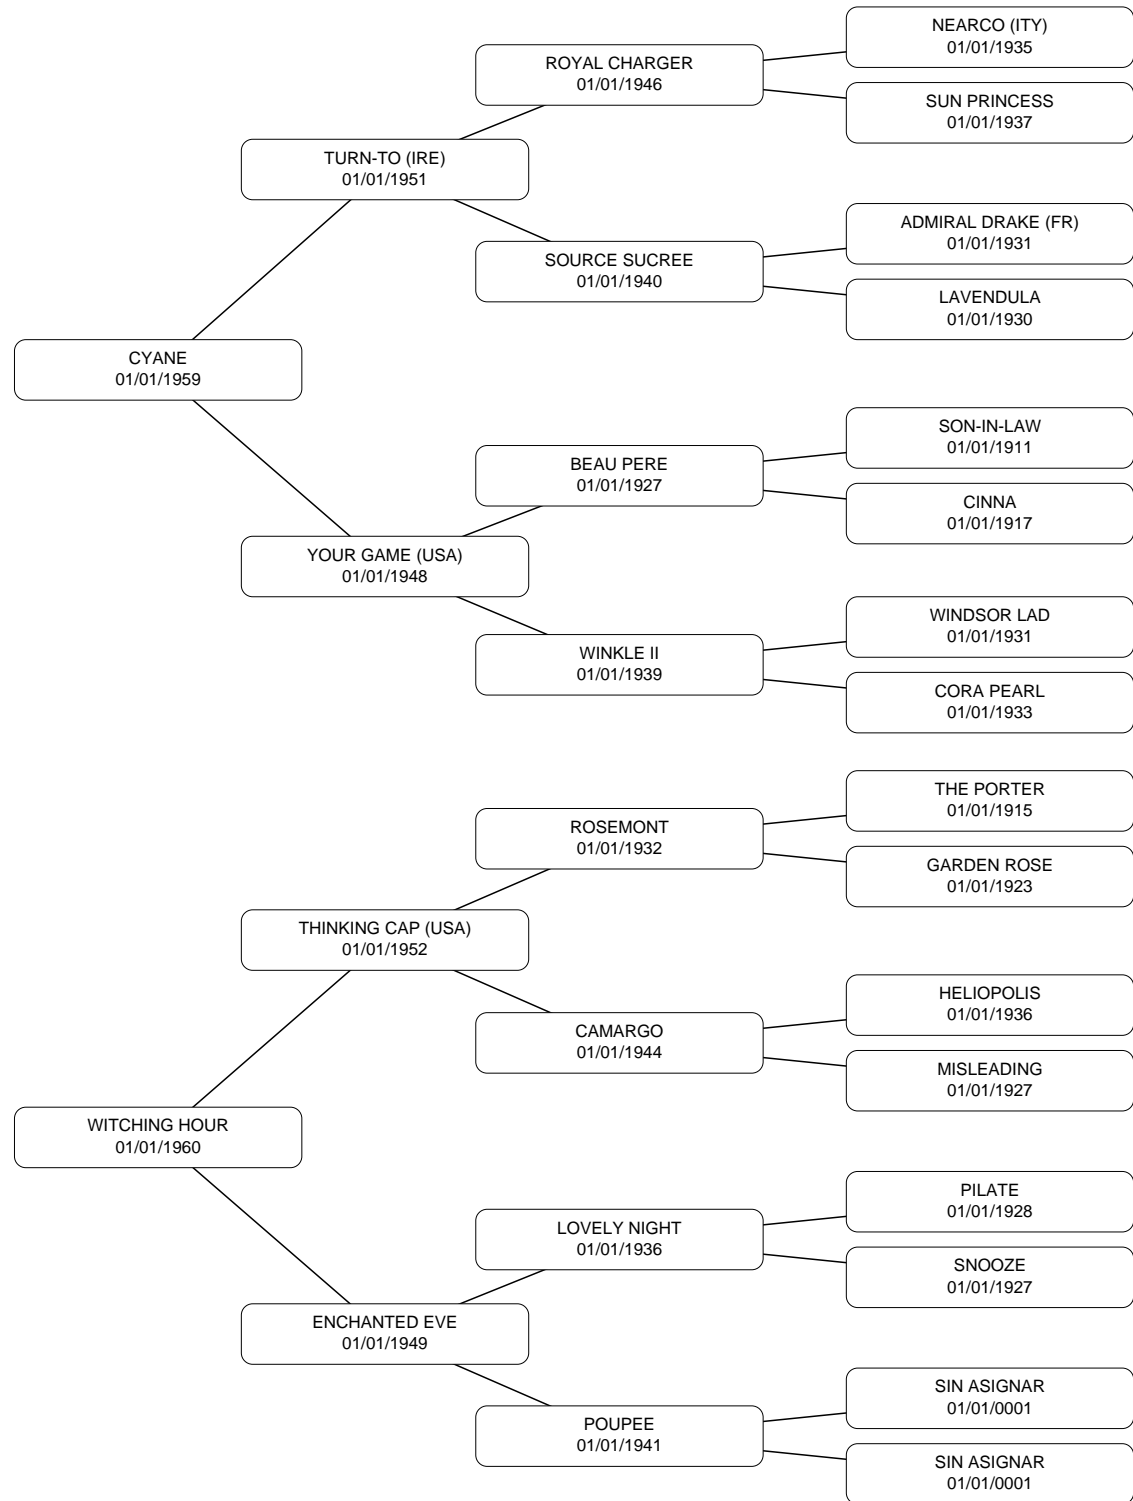 NEARCO (ITY)
01/01/1935
ROYAL CHARGER
01/01/1946
SUN PRINCESS
01/01/1937
TURN-TO (IRE)
01/01/1951
ADMIRAL DRAKE (FR)
01/01/1931
SOURCE SUCREE
01/01/1940
LAVENDULA
01/01/1930
CYANE
01/01/1959
SON-IN-LAW
01/01/1911
BEAU PERE
01/01/1927
CINNA
01/01/1917
YOUR GAME (USA)
01/01/1948
WINDSOR LAD
01/01/1931
WINKLE II
01/01/1939
CORA PEARL
01/01/1933
THE PORTER
01/01/1915
ROSEMONT
01/01/1932
GARDEN ROSE
01/01/1923
THINKING CAP (USA)
01/01/1952
HELIOPOLIS
01/01/1936
CAMARGO
01/01/1944
MISLEADING
01/01/1927
WITCHING HOUR
01/01/1960
PILATE
01/01/1928
LOVELY NIGHT
01/01/1936
SNOOZE
01/01/1927
ENCHANTED EVE
01/01/1949
SIN ASIGNAR
01/01/0001
POUPEE
01/01/1941
SIN ASIGNAR
01/01/0001